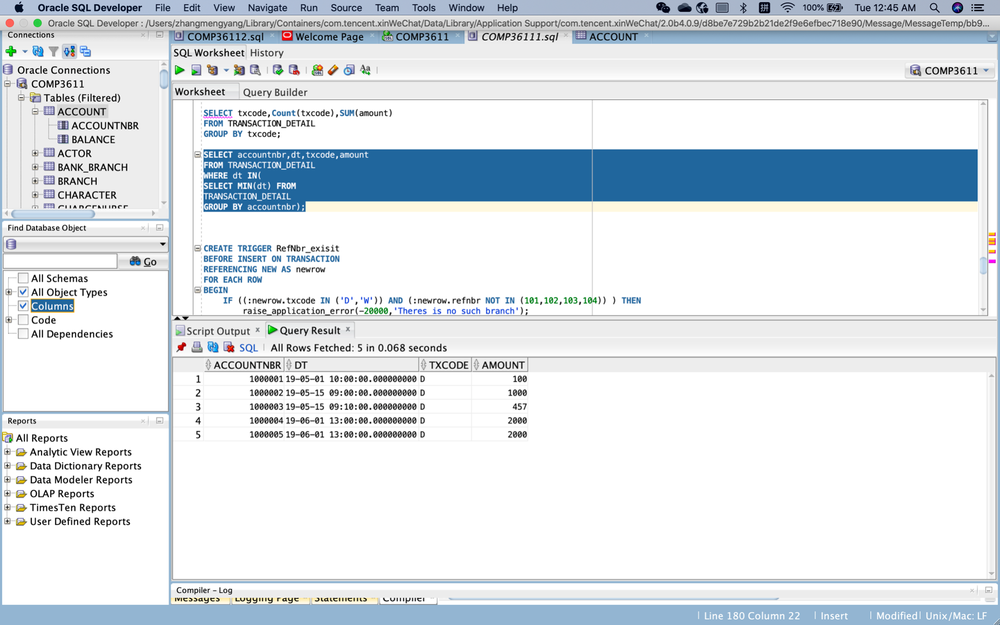 Oracle SQL Developer File Edit View Navigate Run Source Team Tools Window Help 拼 100% Tue 12:45 AM
Oracle SQL Developer : /Users/zhangmengyang/Library/Containers/com.tencent.xinWeChat/Data/Library/Application Support/com.tencent.xinWeChat/2.0b4.0.9/d8be7e729b2b21de2f9e6efbec718e90/Message/MessageTemp/bb9...
Connections
Oracle Connections
COMP3611
Tables (Filtered)
ACCOUNT
ACCOUNTNBR
BALANCE
ACTOR
BANK_BRANCH
BRANCH
CHARACTER
CHARGENURSE
Find Database Object
Go
All Schemas
All Object Types
Columns
Code
All Dependencies
Reports
All Reports
Analytic View Reports
Data Dictionary Reports
Data Modeler Reports
OLAP Reports
TimesTen Reports
User Defined Reports
COMP36112.sql Welcome Page COMP3611 COMP36111.sql ACCOUNT
SQL Worksheet History
COMP3611
Worksheet Query Builder
SELECT txcode,Count(txcode),SUM(amount)
FROM TRANSACTION_DETAIL
GROUP BY txcode;
SELECT accountnbr,dt,txcode,amount
FROM TRANSACTION_DETAIL
WHERE dt IN(
SELECT MIN(dt) FROM
TRANSACTION_DETAIL
GROUP BY accountnbr);
CREATE TRIGGER RefNbr_exisit
BEFORE INSERT ON TRANSACTION
REFERENCING NEW AS newrow
FOR EACH ROW
BEGIN
IF ((:newrow.txcode IN ('D','W')) AND (:newrow.refnbr NOT IN (101,102,103,104)) ) THEN
raise_application_error(-20000,'Theres is no such branch');
Script Output Query Result
SQL All Rows Fetched: 5 in 0.068 seconds
ACCOUNTNBR DT TXCODE AMOUNT
1 1000001 19-05-01 10:00:00.000000000 D 100
2 1000002 19-05-15 09:00:00.000000000 D 1000
3 1000003 19-05-15 09:10:00.000000000 D 457
4 1000004 19-06-01 13:00:00.000000000 D 2000
5 1000005 19-06-01 13:00:00.000000000 D 2000
Compiler - Log
Messages Logging Page Statements Compiler
Line 180 Column 22 Insert Modified Unix/Mac: LF